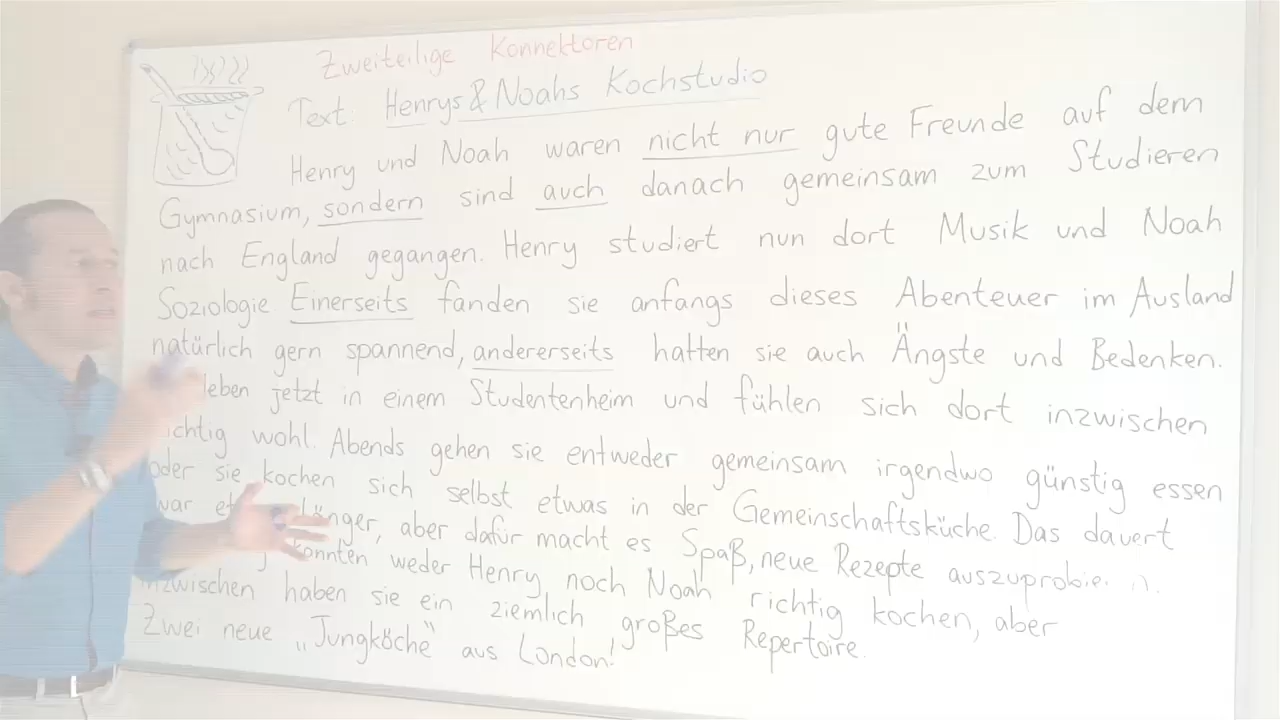 Zweiteilige Konnektoren
Text: Henrys & Noahs Kochstudio
Henry und Noah waren nicht nur gute Freunde auf dem
Gymnasium, sondern sind auch danach gemeinsam zum Studieren
nach England gegangen. Henry studiert nun dort Musik und Noah
Soziologie Einerseits fanden sie anfangs dieses Abenteuer im Ausland
natürlich gern spannend, andererseits hatten sie auch Ängste und Bedenken.
leben jetzt in einem Studentenheim und fühlen sich dort inzwischen
wohl. Abends gehen sie entweder gemeinsam irgendwo günstig essen
oder sie kochen sich selbst etwas in der Gemeinschaftsküche. Das dauert
aber dafür macht es Spaß, neue Rezepte
konnten weder Henry noch Noah richtig kochen, aber
inzwischen haben sie ein ziemlich großes Repertoire.
Zwei neue „Jungköche“ aus London!